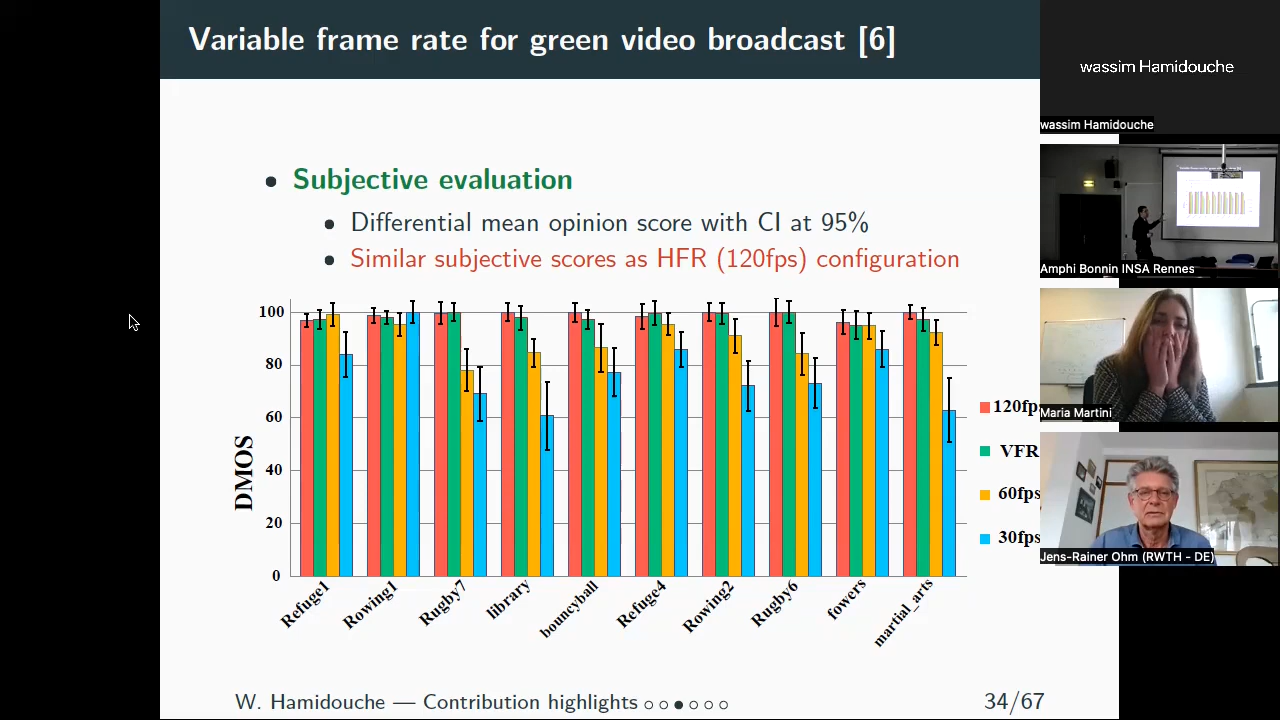 Variable frame rate for green video broadcast [6]
Subjective evaluation
Differential mean opinion score with CI at 95%
Similar subjective scores as HFR (120fps) configuration
DMOS
100
80
60
40
20
0
Refuge1
Rowing1
Rugby7
library
bouncyball
Refuge4
Rowing2
Rugby6
fowers
martial_arts
120fp
VFR
60fps
30fps
W. Hamidouche — Contribution highlights
34/67
wassim Hamidouche
wassim Hamidouche
Amphi Bonnin INSA Rennes
Maria Martini
Jens-Rainer Ohm (RWTH - DE)